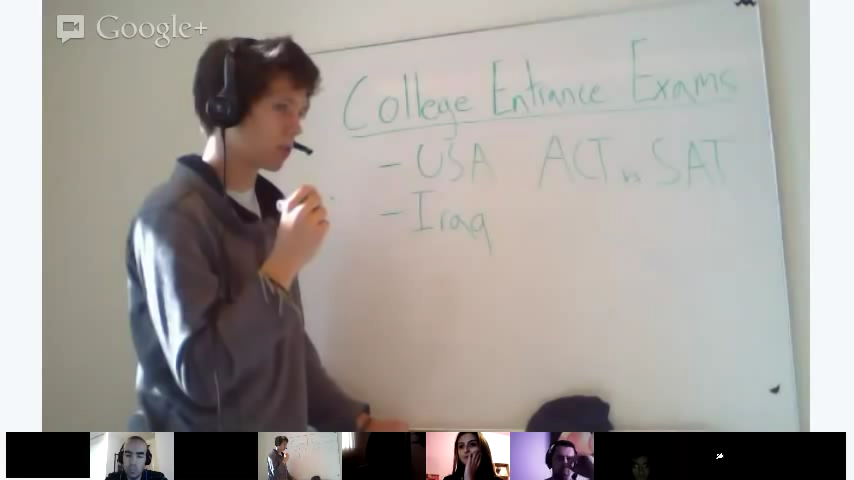 Google+
College Entrance Exams
- USA ACT vs SAT
- Iraq